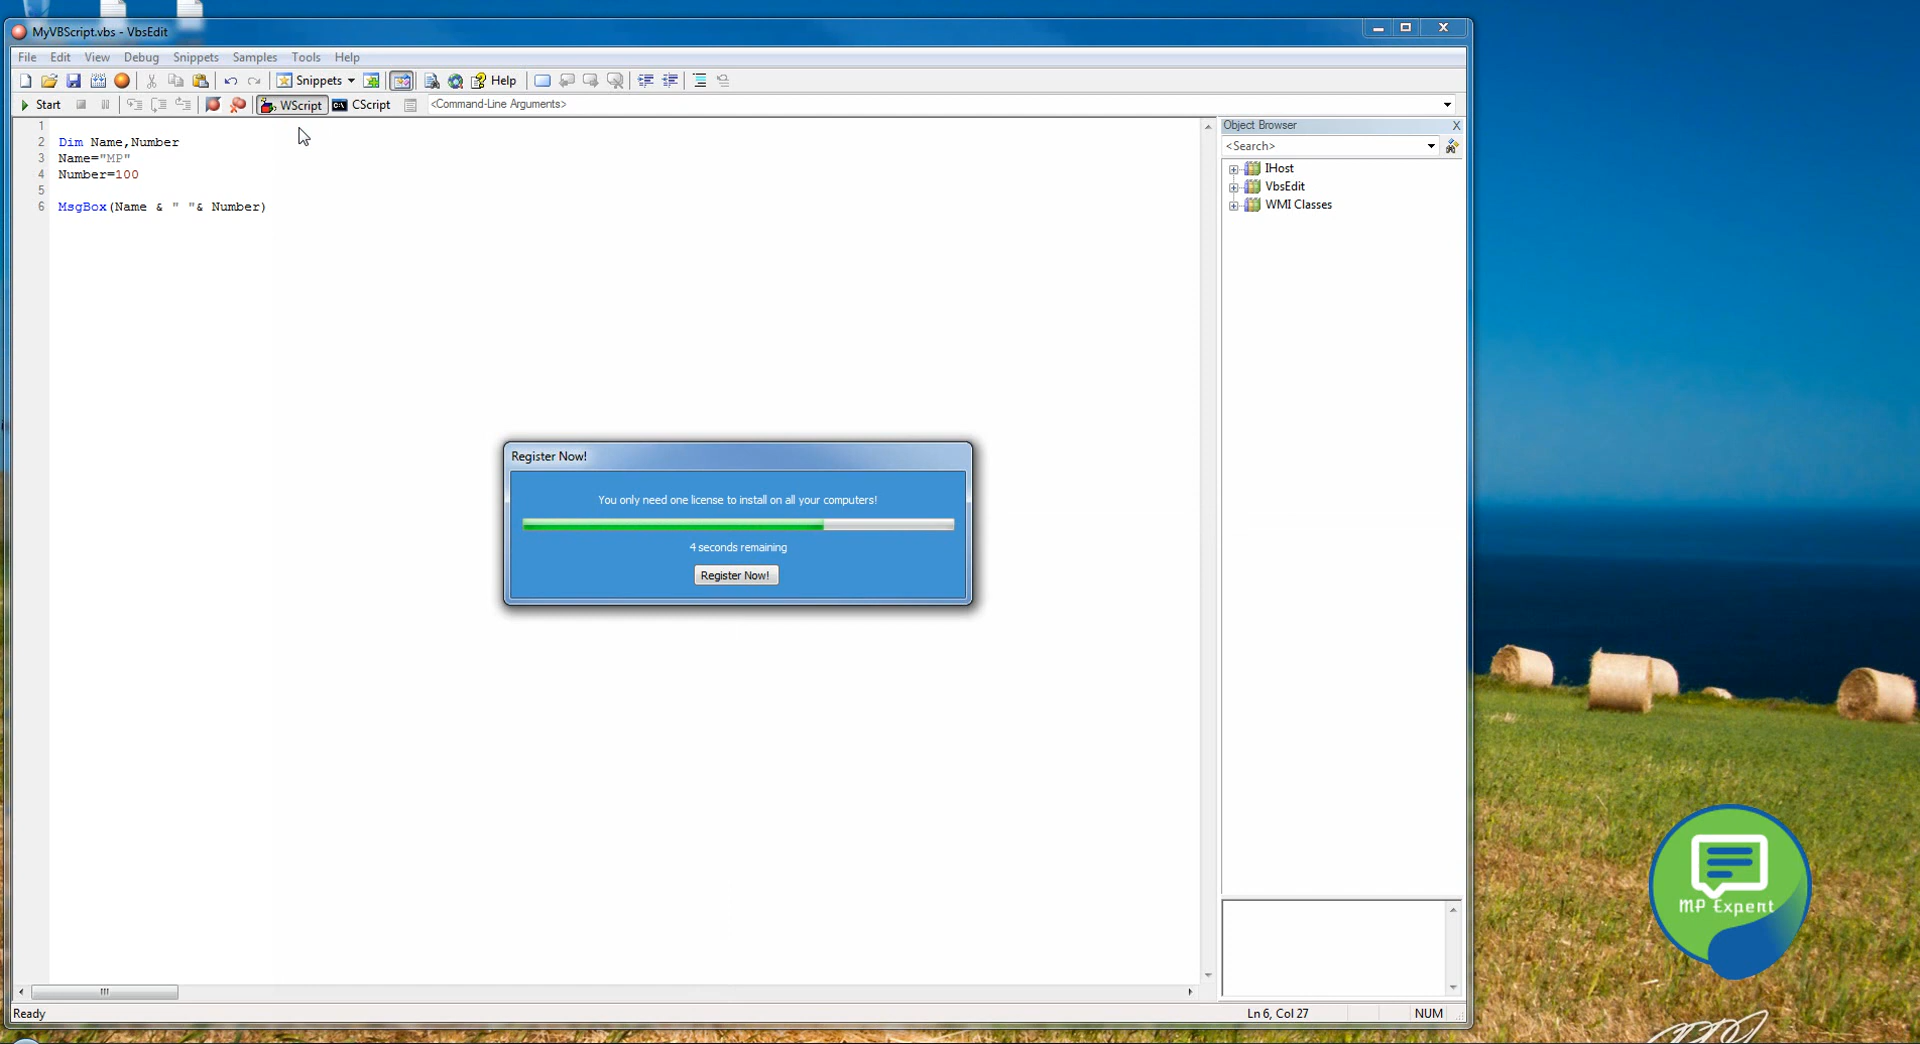 MyVBScript.vbs - VbsEdit
File Edit View Debug Snippets Samples Tools Help
Snippets Help
Start WScript CScript <Command-Line Arguments>
1
2 Dim Name,Number
3 Name="MP"
4 Number=100
5
6 MsgBox(Name & " "& Number)
Object Browser X
<Search>
IHost
VbsEdit
WMI Classes
Register Now!
You only need one license to install on all your computers!
4 seconds remaining
Register Now!
MP Expert
Ready Ln 6, Col 27 NUM